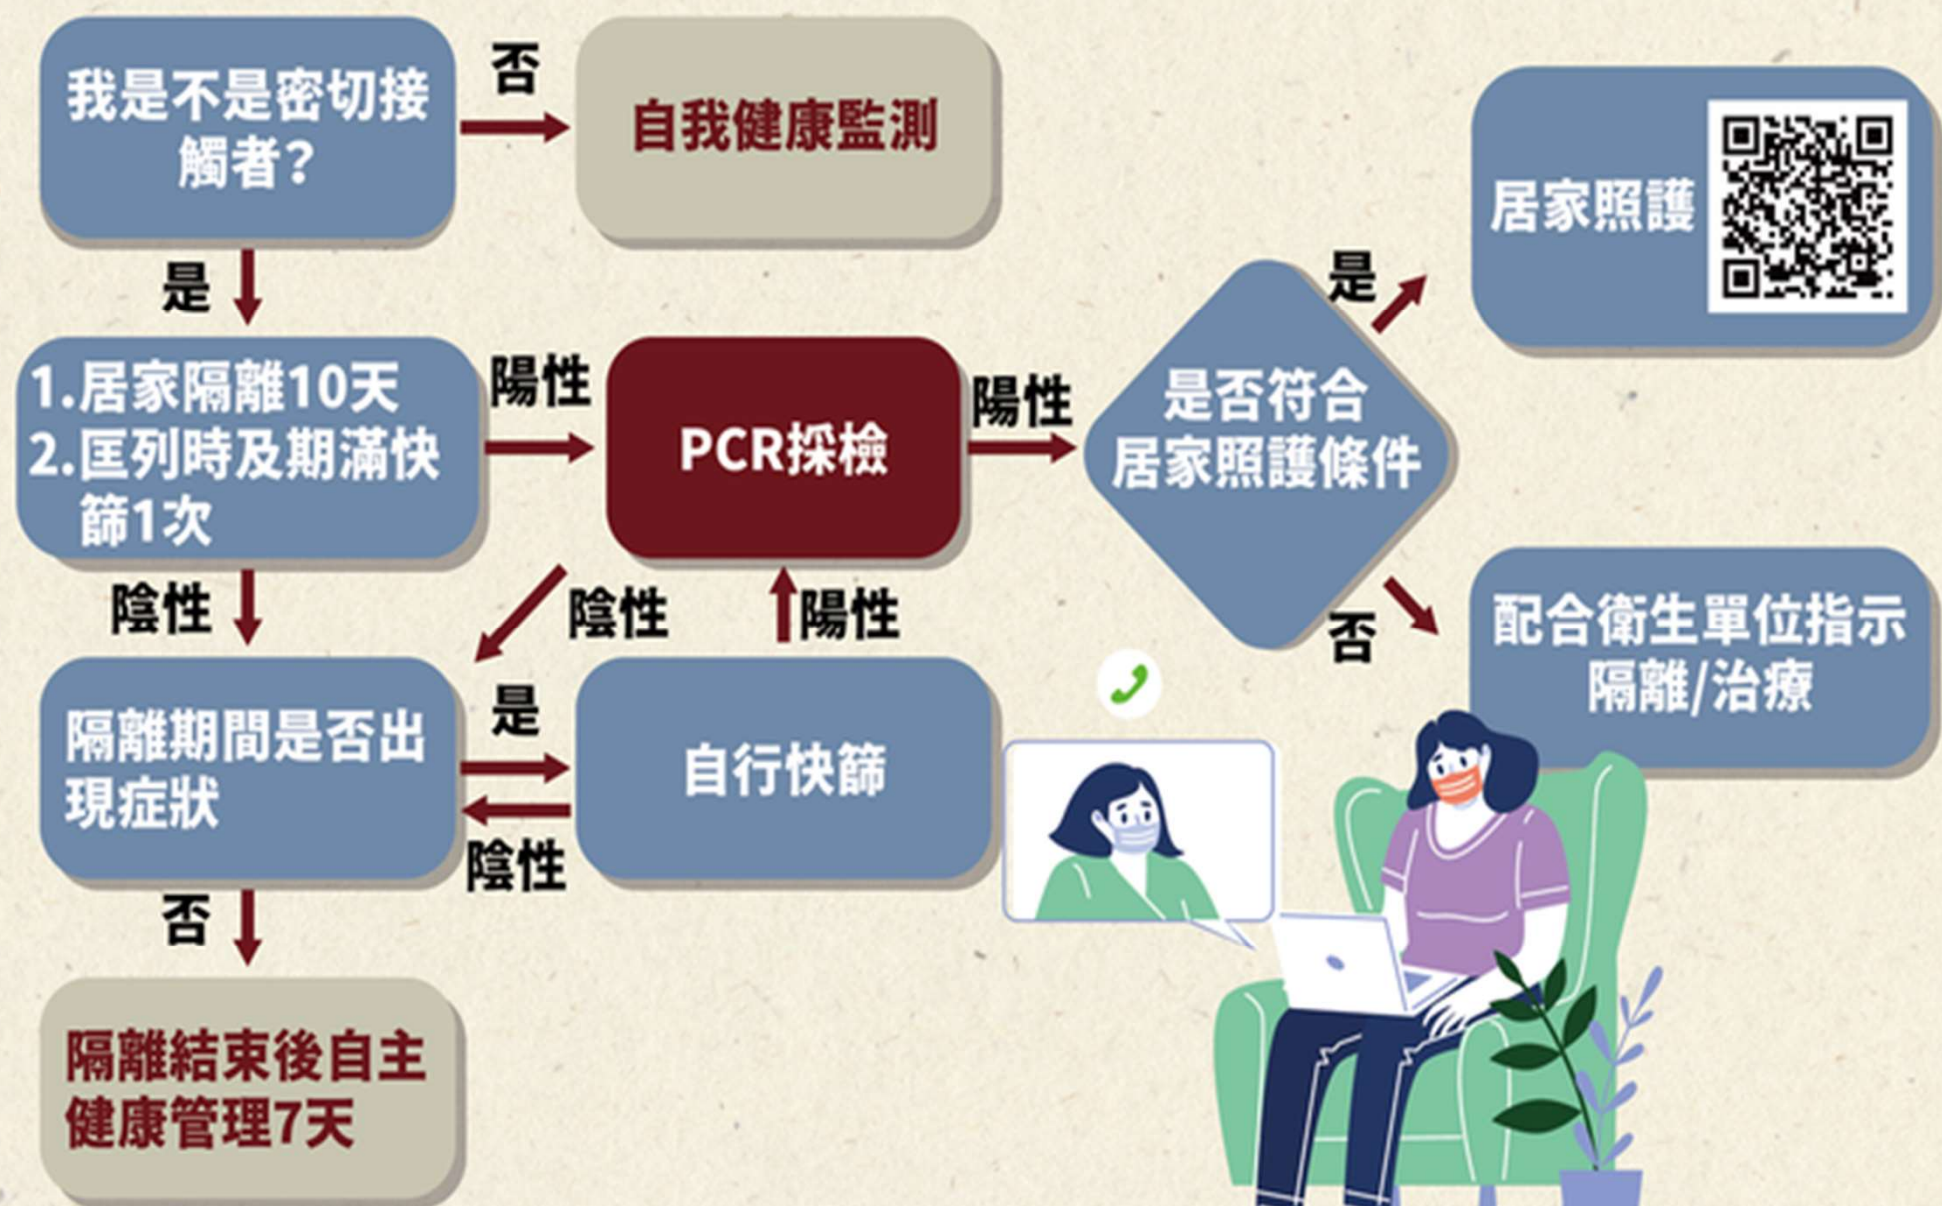 我是不是密切接
觸者?
否
自我健康監測
是
居家照護
1.居家隔離10天
2.匡列時及期滿快
篩1次
陽性
PCR採檢
陽性
是否符合
居家照護條件
是
否
配合衛生單位指示
隔離/治療
陰性
陰性
陽性
隔離期間是否出
現症狀
是
陰性
自行快篩
否
隔離結束後自主
健康管理7天